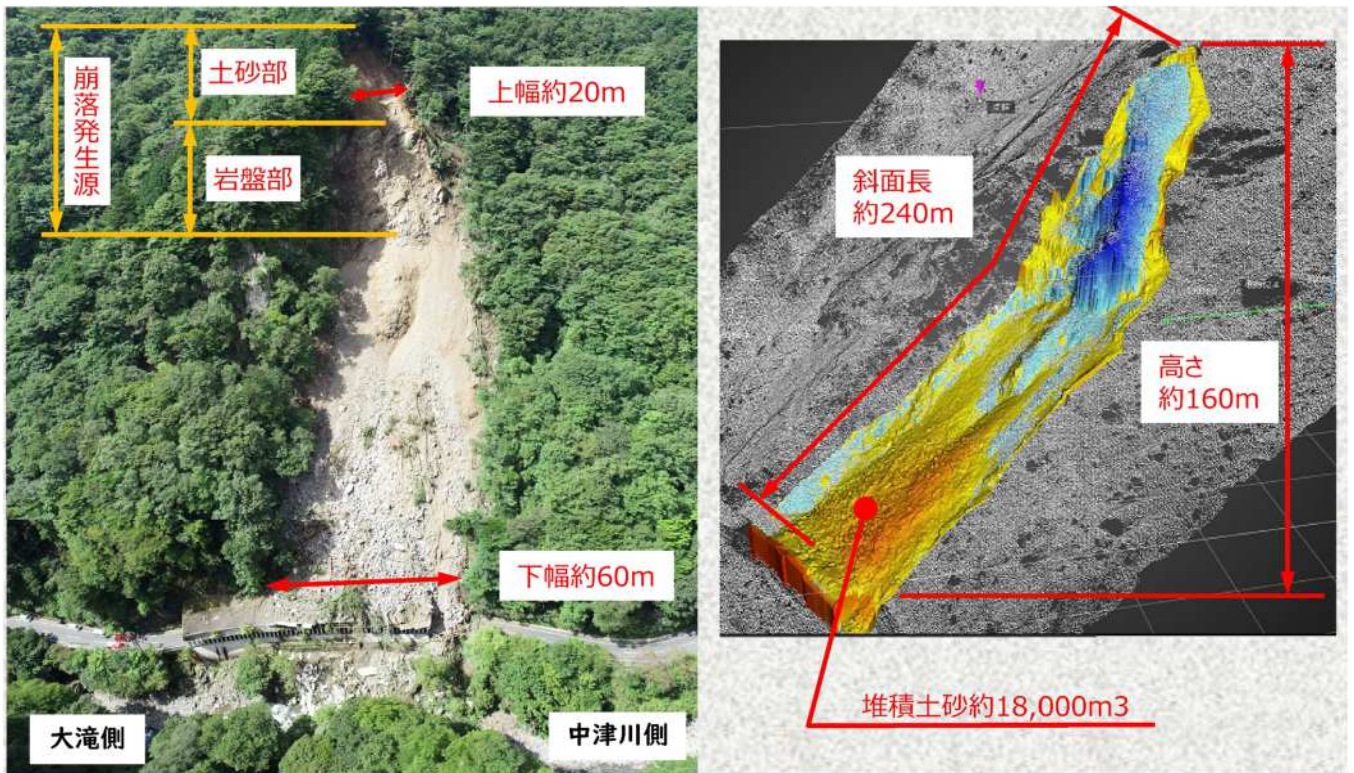 崩落発生源
土砂部
岩盤部
上幅約20m
下幅約60m
大滝側
中津川側
斜面長
約240m
高さ
約160m
堆積土砂約18,000m3